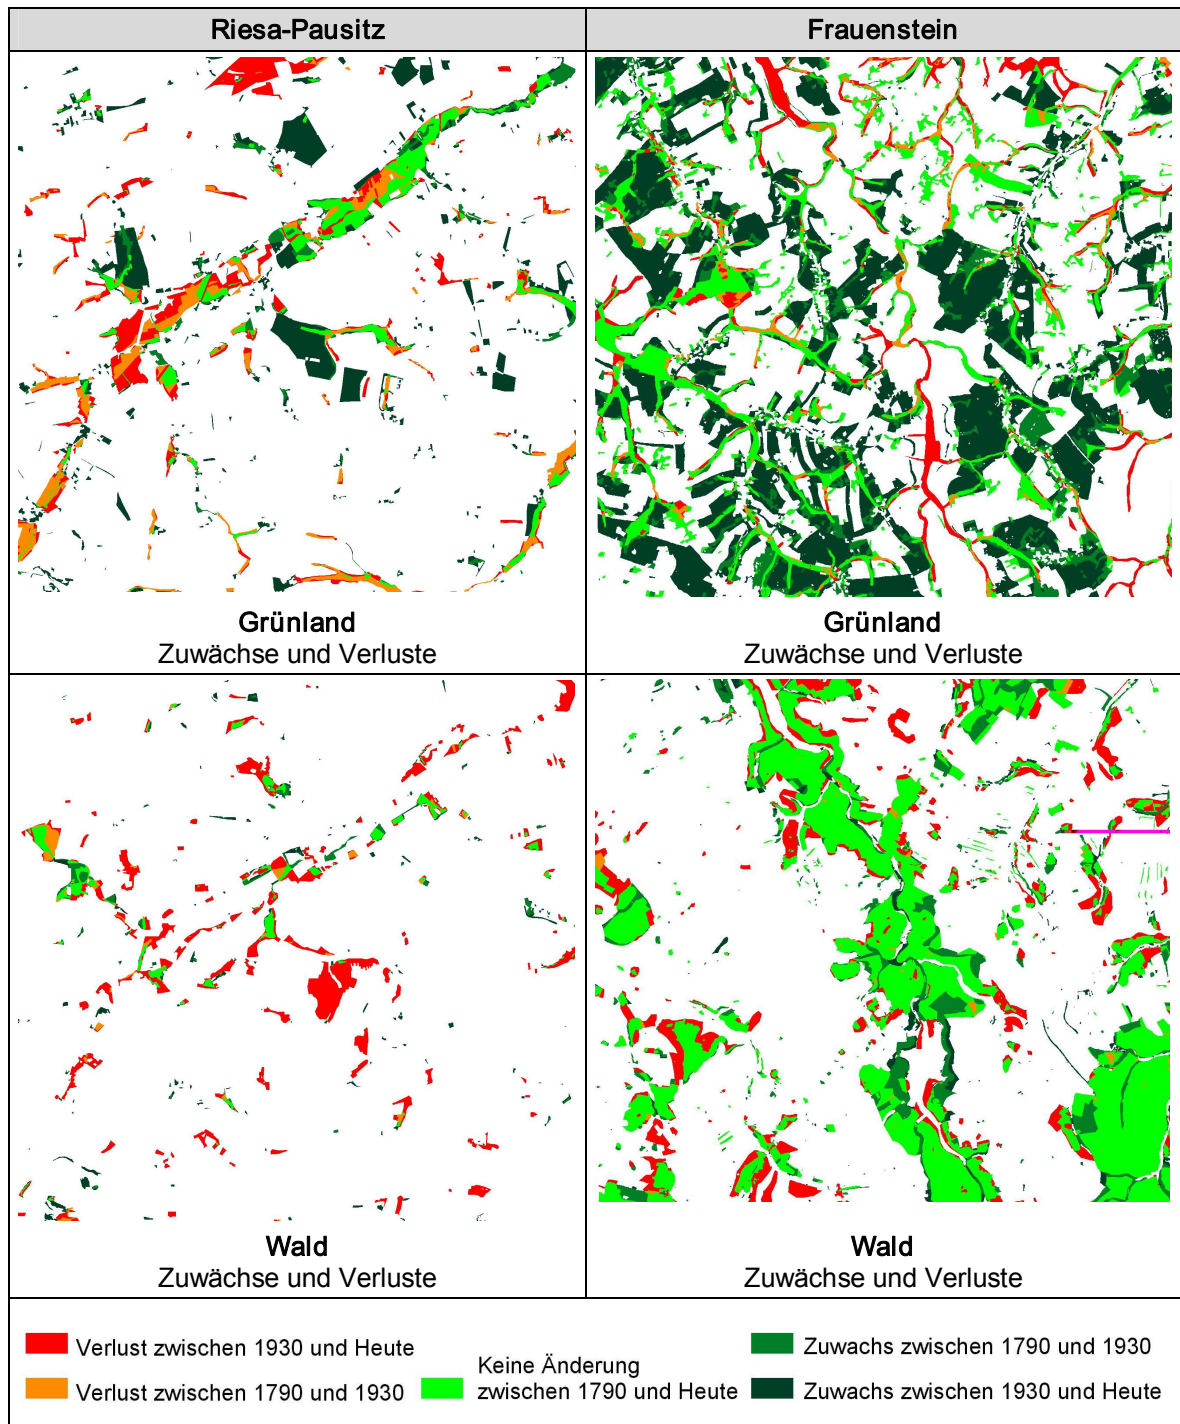 Riesa-Pausitz
Frauenstein
Grünland
Zuwächse und Verluste
Grünland
Zuwächse und Verluste
Wald
Zuwächse und Verluste
Wald
Zuwächse und Verluste
Verlust zwischen 1930 und Heute
Verlust zwischen 1790 und 1930
Keine Änderung
zwischen 1790 und Heute
Zuwachs zwischen 1790 und 1930
Zuwachs zwischen 1930 und Heute